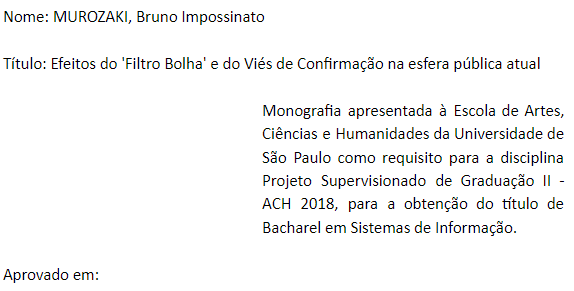 Nome: MUROZAKI, Bruno Impossinato
Título: Efeitos do 'Filtro Bolha' e do Viés de Confirmação na esfera pública atual
Monografia apresentada à Escola de Artes,
Ciências e Humanidades da Universidade de
São Paulo como requisito para a disciplina
Projeto Supervisionado de Graduação II -
ACH 2018, para a obtenção do título de
Bacharel em Sistemas de Informação.
Aprovado em: